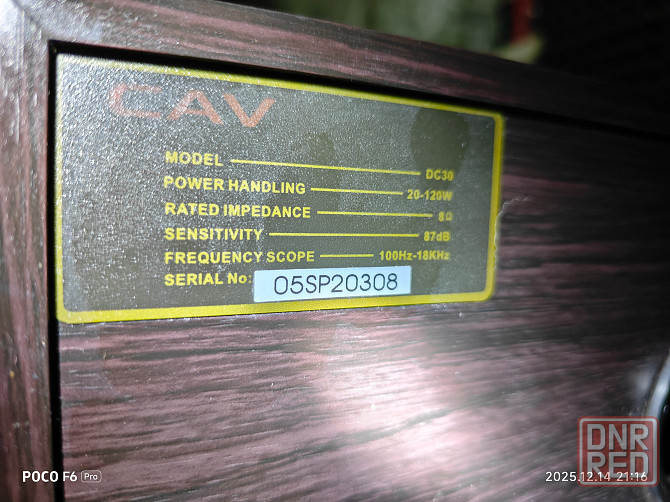 CAV
MODEL DC30
POWER HANDLING 20-120W
RATED IMPEDANCE 8Ω
SENSITIVITY 87dB
FREQUENCY SCOPE 100Hz-18KHz
SERIAL No: 05SP20308
DNR
RED
POCO F6 Pro
2025.12.14 21:16